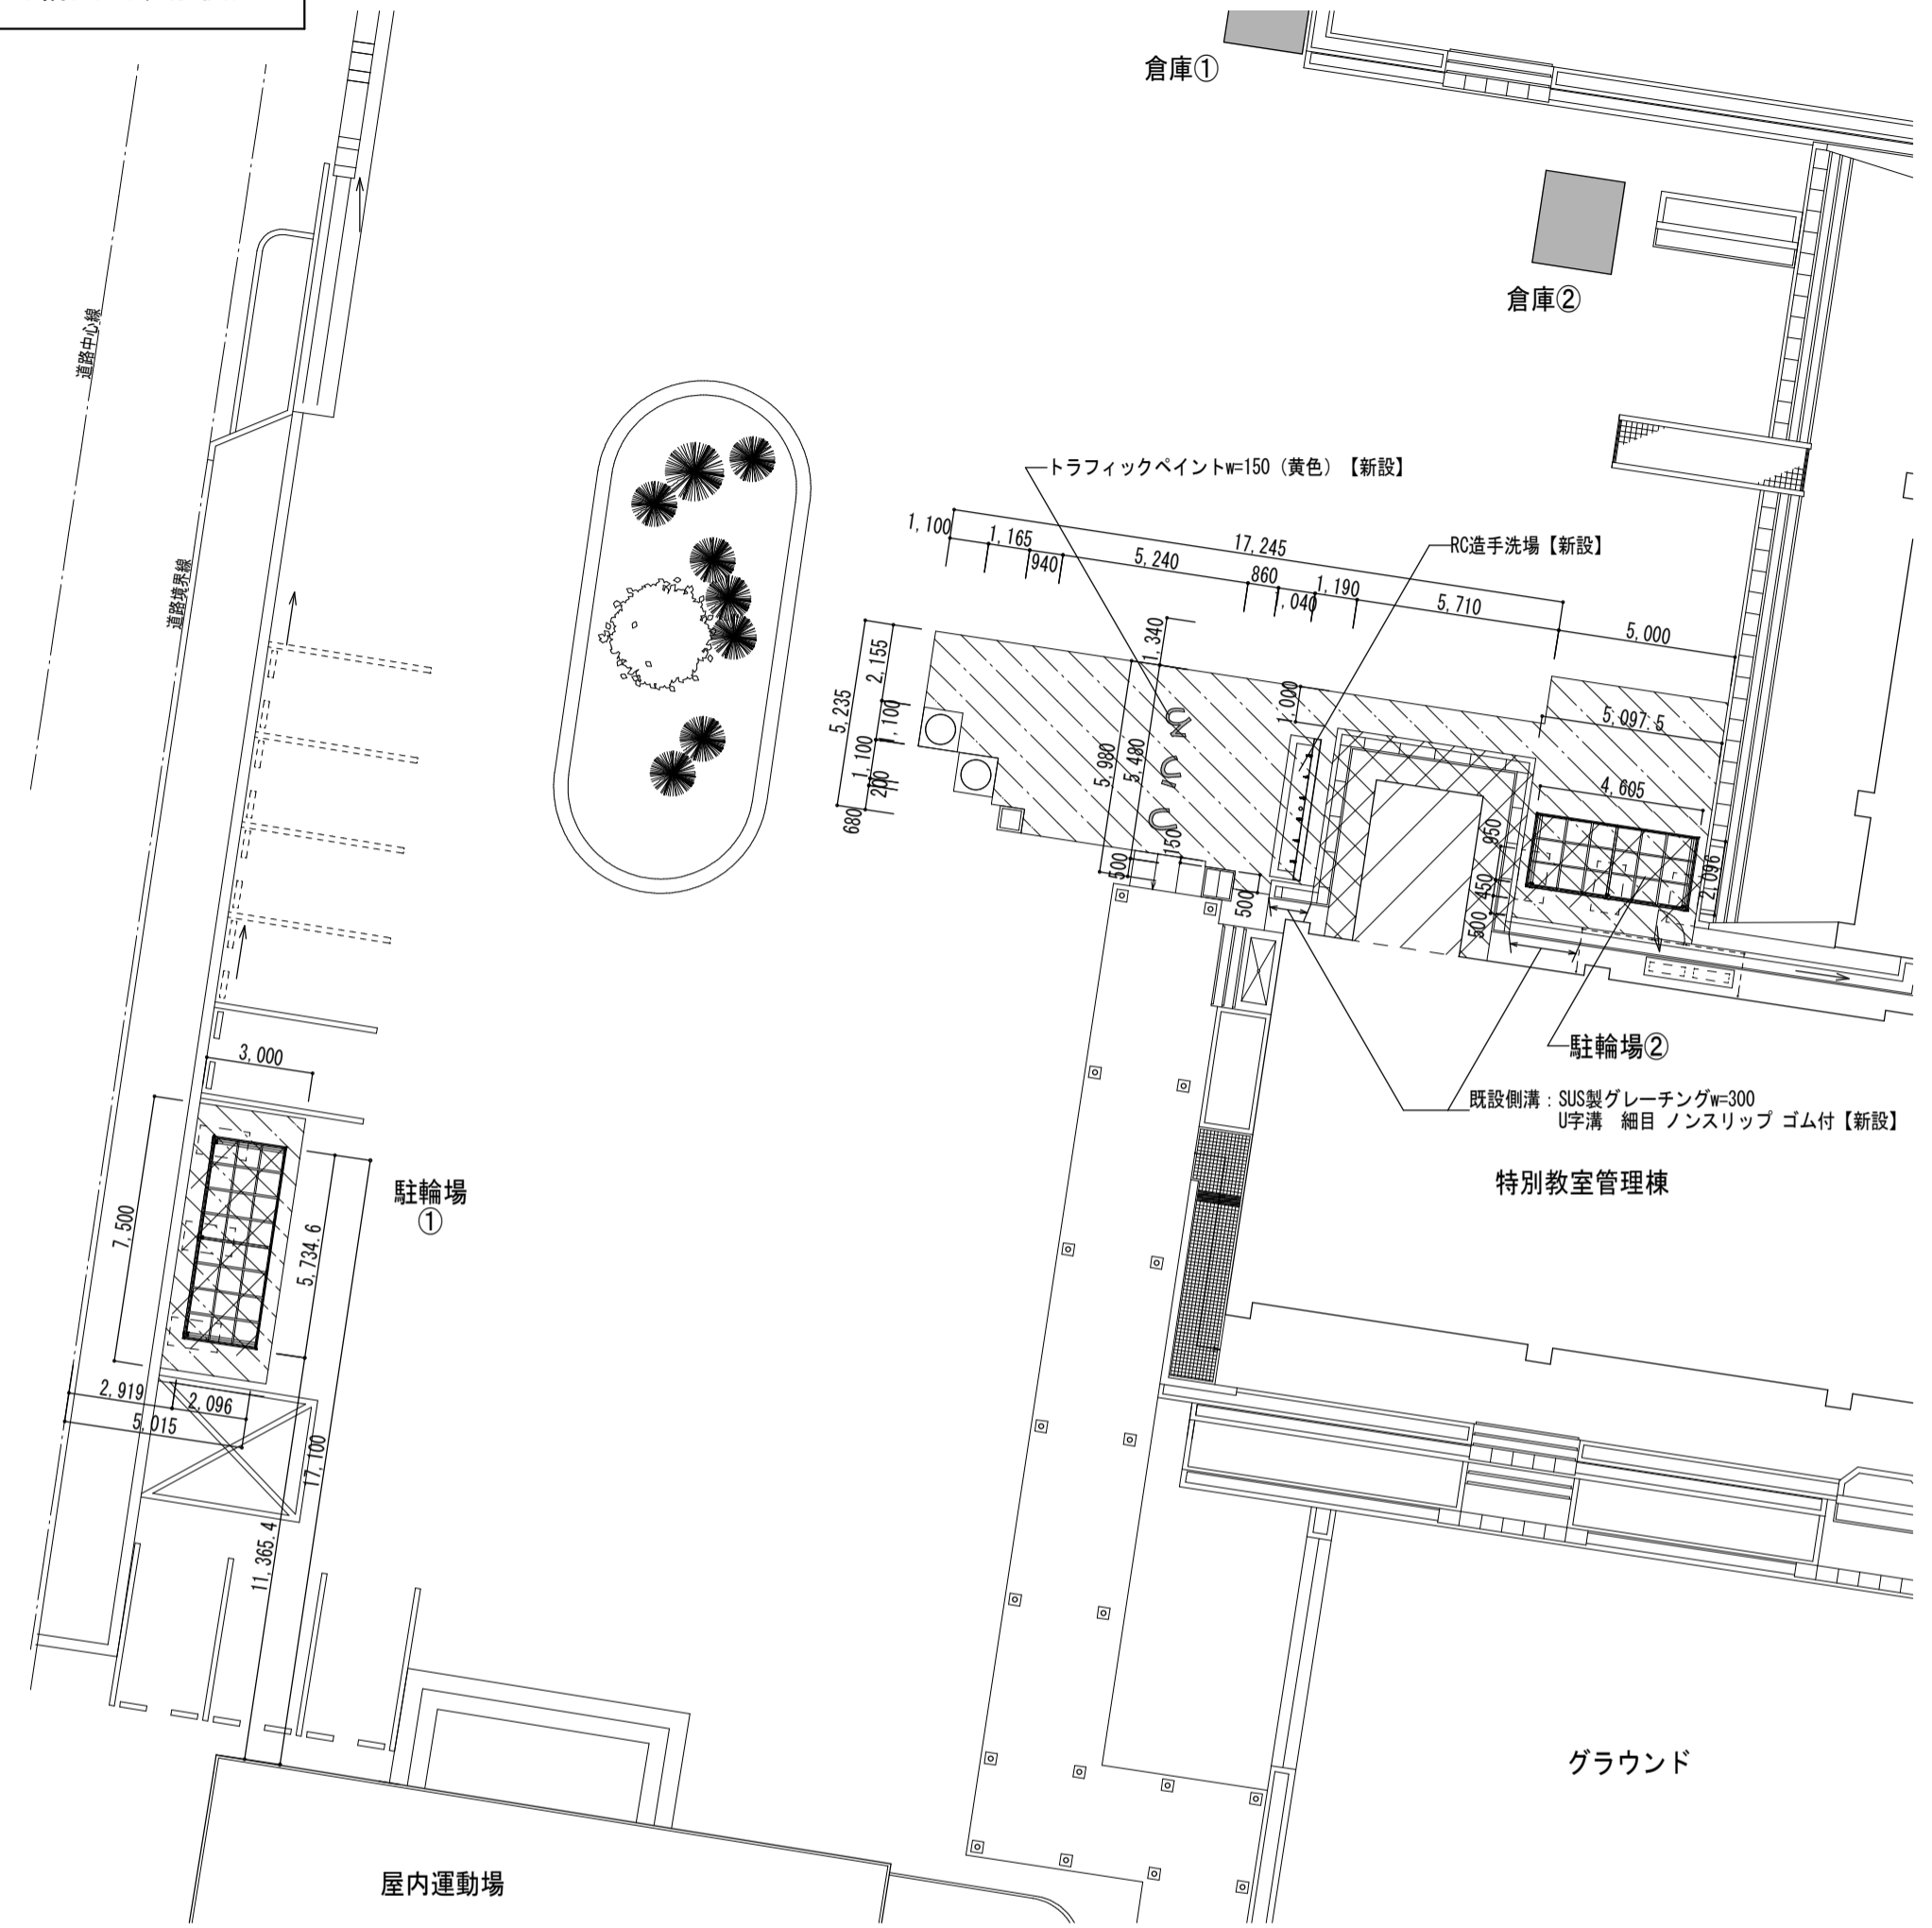 倉庫①
倉庫②
道路中心線
道路境界線
トラフィックペイントw=150（黄色）【新設】
RC造手洗場【新設】
1,100
1,165
940
17,245
5,240
860
1,040
1,190
5,710
5,000
5,235
2,155
1,100
1,100
200
680
1,340
5,980
5,480
1,000
150
500
500
5,097.5
4,605
950
450
500
2,096
駐輪場②
既設側溝：SUS製グレーチングw=300
U字溝 細目 ノンスリップ ゴム付【新設】
特別教室管理棟
3,000
7,500
駐輪場
①
5,734.6
2,919
2,096
5,015
17,100
11,365.4
グラウンド
屋内運動場